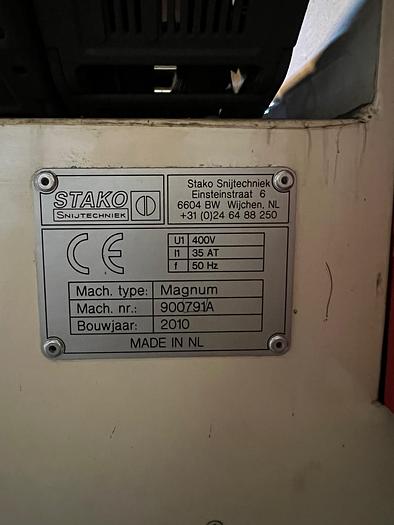 STAKO
SNIJTECHNIEK
Stako Snijtechniek
Einsteinstraat 6
6604 BW Wijchen, NL
+31 (0)24 64 88 250
CE
U1 400V
I1 35 AT
f 50 Hz
Mach. type: Magnum
Mach. nr.: 900791A
Bouwjaar: 2010
MADE IN NL